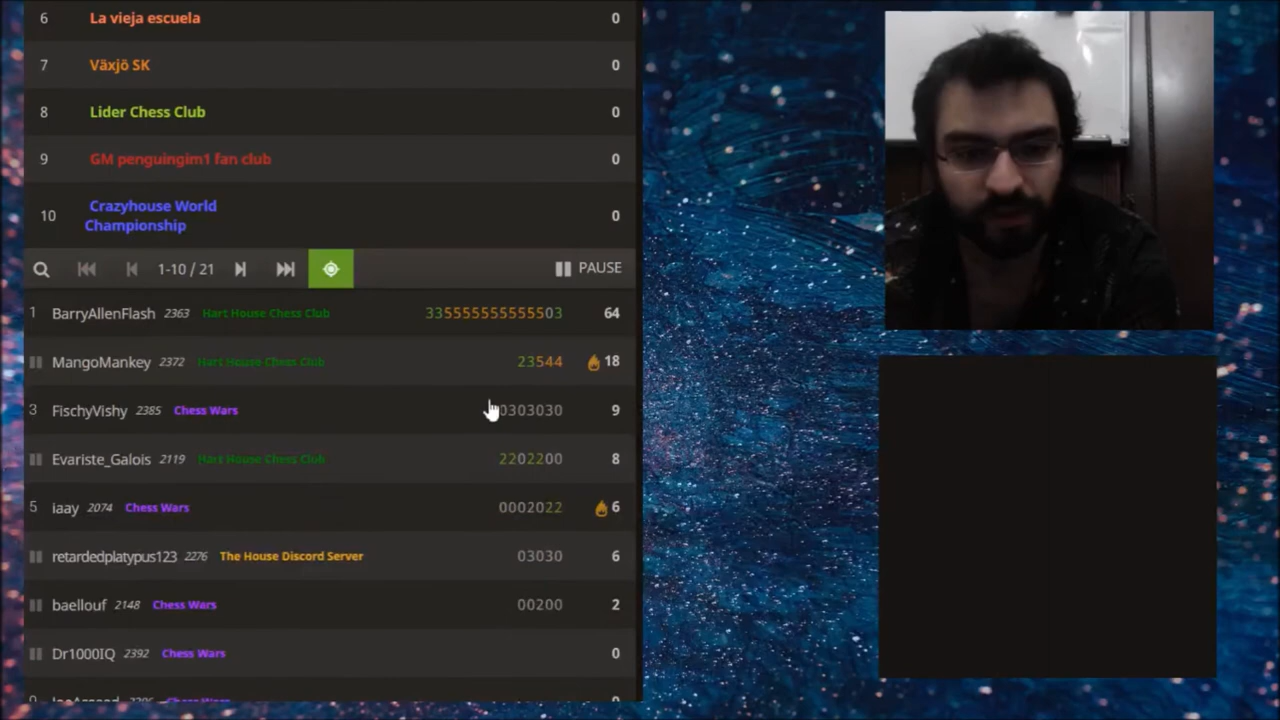 6 La vieja escuela 0
7 Växjö SK 0
8 Lider Chess Club 0
9 GM penguingim1 fan club 0
10 Crazyhouse World Championship 0
1-10 / 21 PAUSE
1 BarryAllenFlash 2363 Hart House Chess Club 3355555555555503 64
MangoMankey 2372 Hart House Chess Club 23544 18
3 FischyVishy 2385 Chess Wars 0303030 9
Evariste_Galois 2119 Hart House Chess Club 2202200 8
5 iaay 2074 Chess Wars 0002022 6
retardedplatypus123 2276 The House Discord Server 03030 6
baellouf 2148 Chess Wars 00200 2
Dr1000IQ 2392 Chess Wars 0